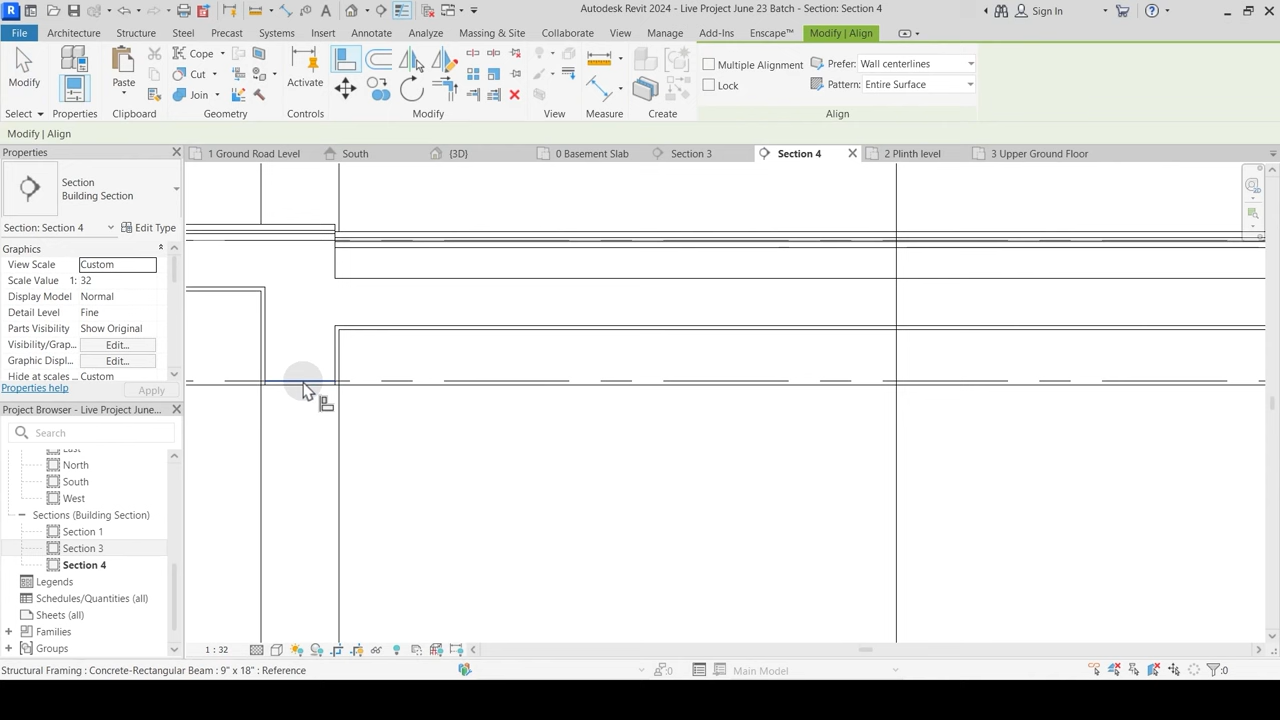 Autodesk Revit 2024 - Live Project June 23 Batch - Section: Section 4
Sign In
File Architecture Structure Steel Precast Systems Insert Annotate Analyze Massing & Site Collaborate View Manage Add-Ins Enscape™ Modify | Align
Modify
Paste
Cope
Cut
Join
Activate
Multiple Alignment
Lock
Prefer: Wall centerlines
Pattern: Entire Surface
Select Properties Clipboard Geometry Controls Modify View Measure Create Align
Modify | Align
Properties
1 Ground Road Level
South
{3D}
0 Basement Slab
Section 3
Section 4
2 Plinth level
3 Upper Ground Floor
Section
Building Section
Section: Section 4
Edit Type
Graphics
View Scale Custom
Scale Value 1: 32
Display Model Normal
Detail Level Fine
Parts Visibility Show Original
Visibility/Grap... Edit...
Graphic Displ... Edit...
Hide at scales ... Custom
Properties help
Apply
Project Browser - Live Project June...
Search
East
North
South
West
Sections (Building Section)
Section 1
Section 3
Section 4
Legends
Schedules/Quantities (all)
Sheets (all)
Families
Groups
1 : 32
Structural Framing : Concrete-Rectangular Beam : 9" x 18" : Reference
:0
Main Model
:0